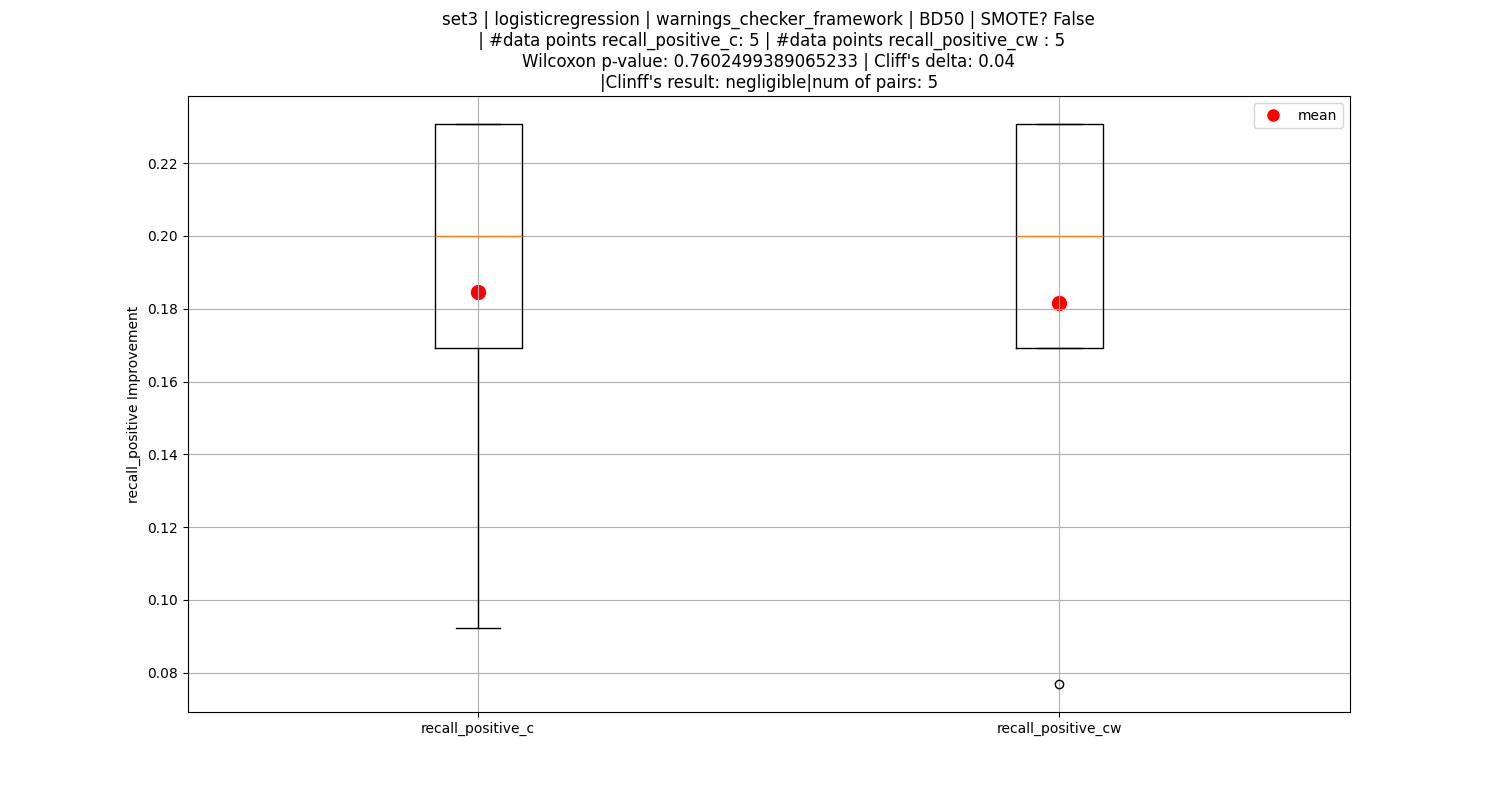 set3 | logisticregression | warnings_checker_framework | BD50 | SMOTE? False
| #data points recall_positive_c: 5 | #data points recall_positive_cw : 5
Wilcoxon p-value: 0.7602499389065233 | Cliff's delta: 0.04
|Clinff's result: negligible|num of pairs: 5
mean
recall_positive Improvement
0.22
0.20
0.18
0.16
0.14
0.12
0.10
0.08
recall_positive_c
recall_positive_cw